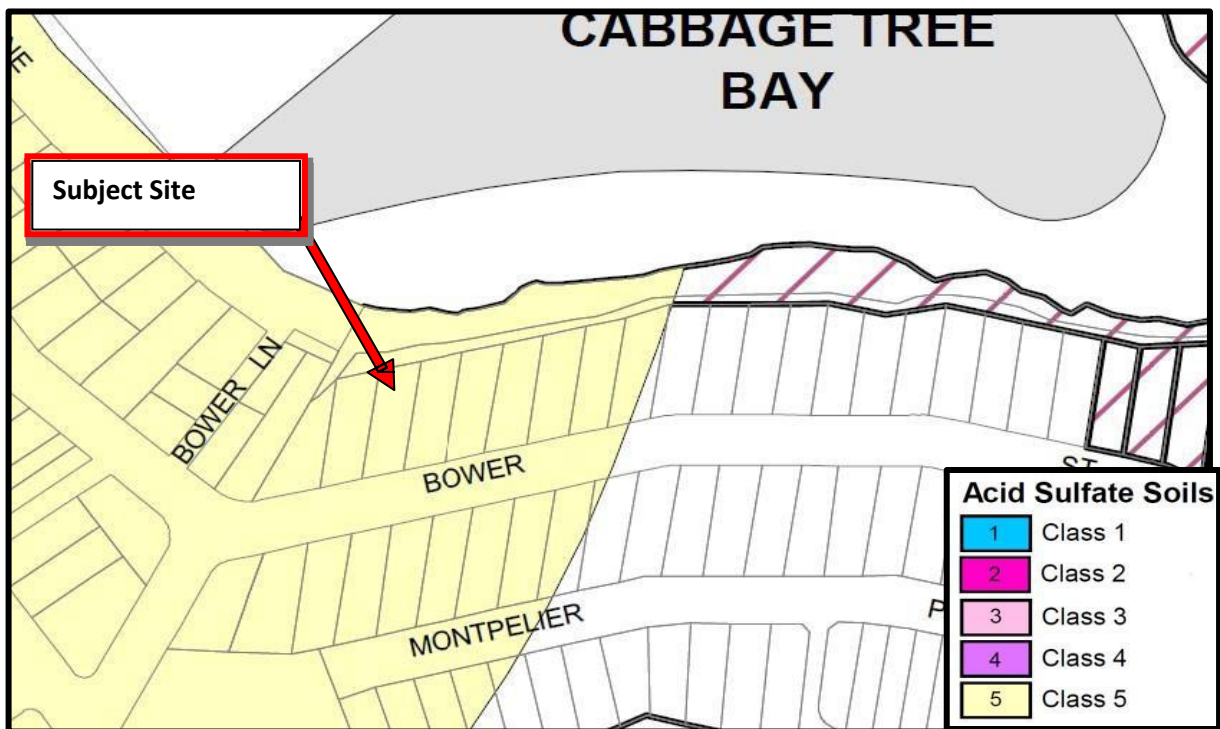 CABBAGE TREE
BAY
NE
Subject Site
BOWER LN
BOWER
ST
MONTPELIER
P
Acid Sulfate Soils
1 Class 1
2 Class 2
3 Class 3
4 Class 4
5 Class 5